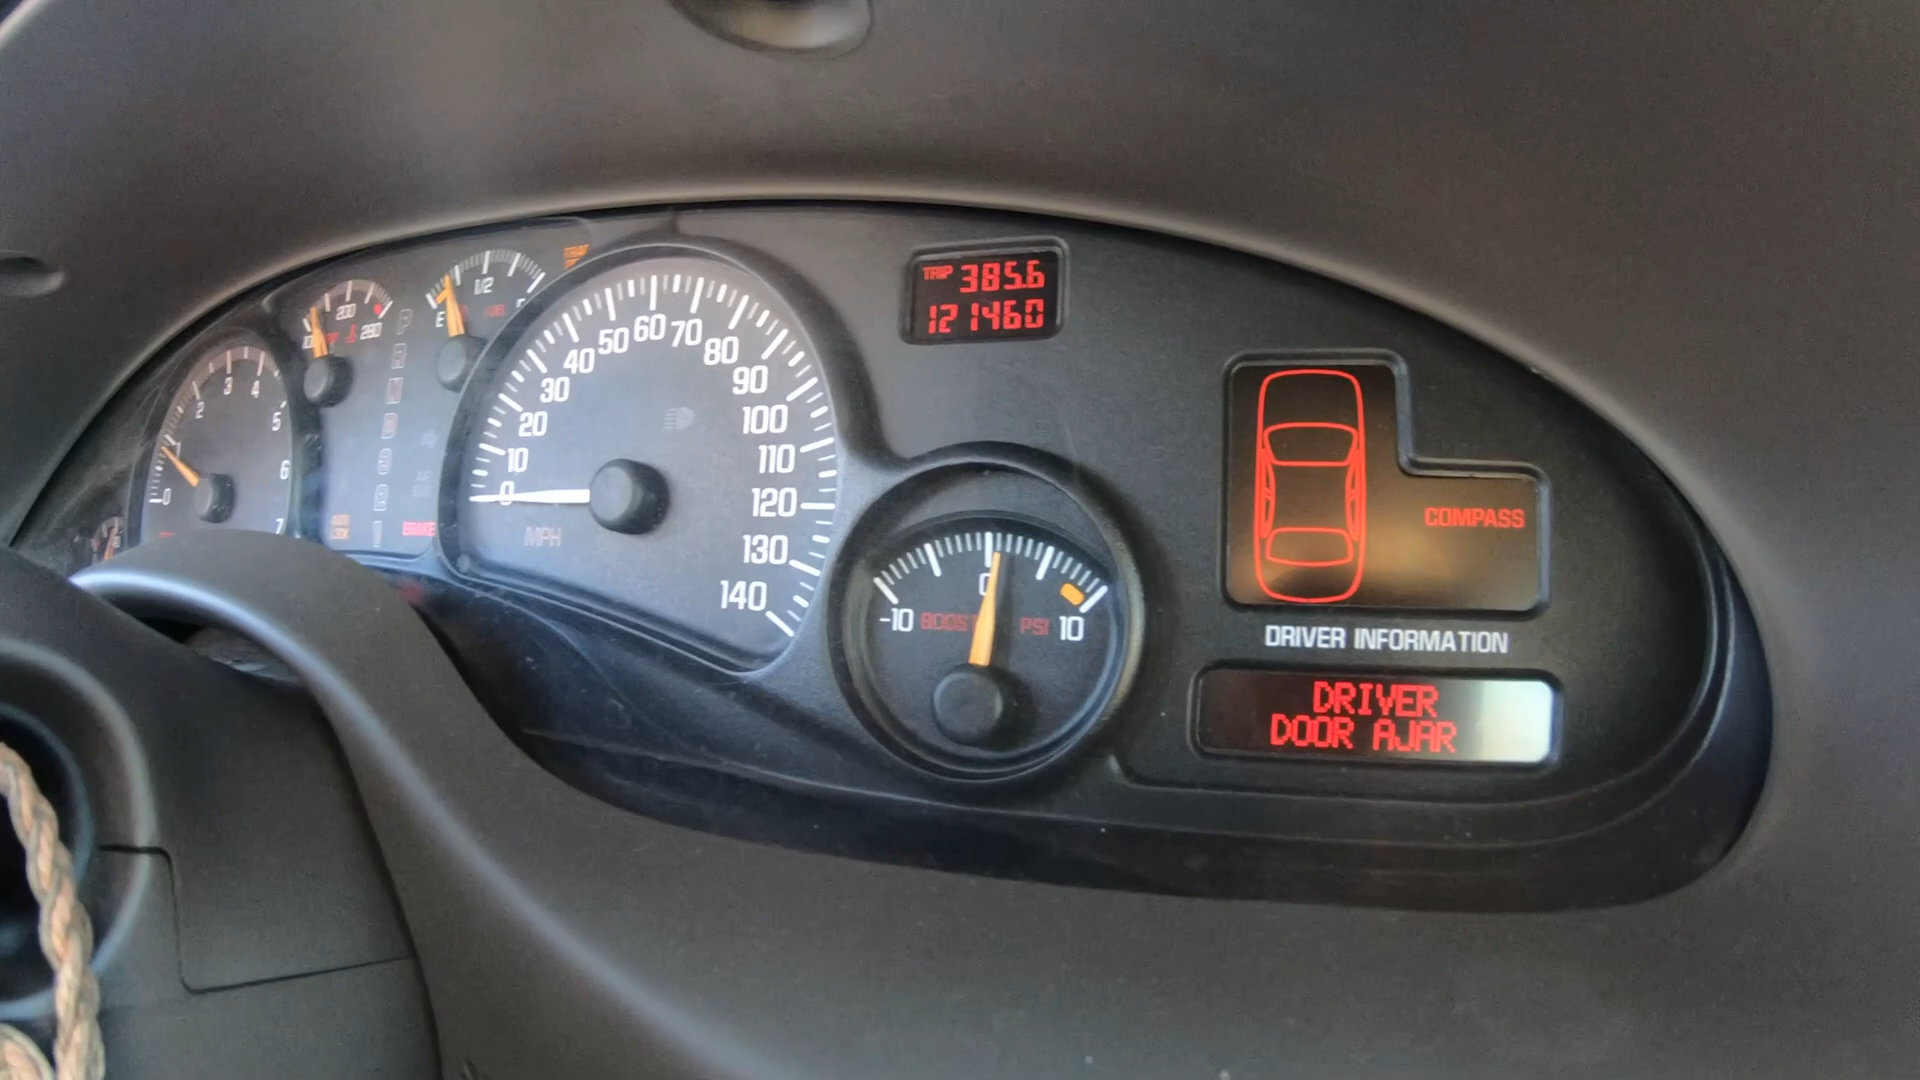 TRIP 385.6
121460
200
280
1/2
E
0
1
2
3
4
5
6
7
P
BRAKE
0
10
20
30
40
50
60
70
80
90
100
110
120
130
140
MPH
-10
0
10
BOOST
PSI
COMPASS
DRIVER INFORMATION
DRIVER
DOOR AJAR